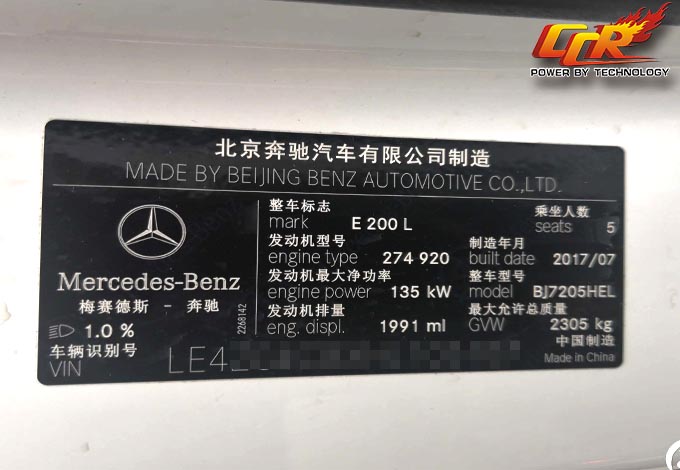 CCR
POWER BY TECHNOLOGY
北京奔驰汽车有限公司制造
MADE BY BEIJING BENZ AUTOMOTIVE CO.,LTD.
Mercedes-Benz
梅赛德斯 - 奔驰
1.0 %
2268142
整车标志
mark E 200 L
乘坐人数
seats 5
发动机型号
engine type 274 920
制造年月
built date 2017/07
发动机最大净功率
engine power 135 kW
整车型号
model BJ7205HEL
发动机排量
eng. displ. 1991 ml
最大允许总质量
GVW 2305 kg
车辆识别号
VIN LE4
中国制造
Made in China